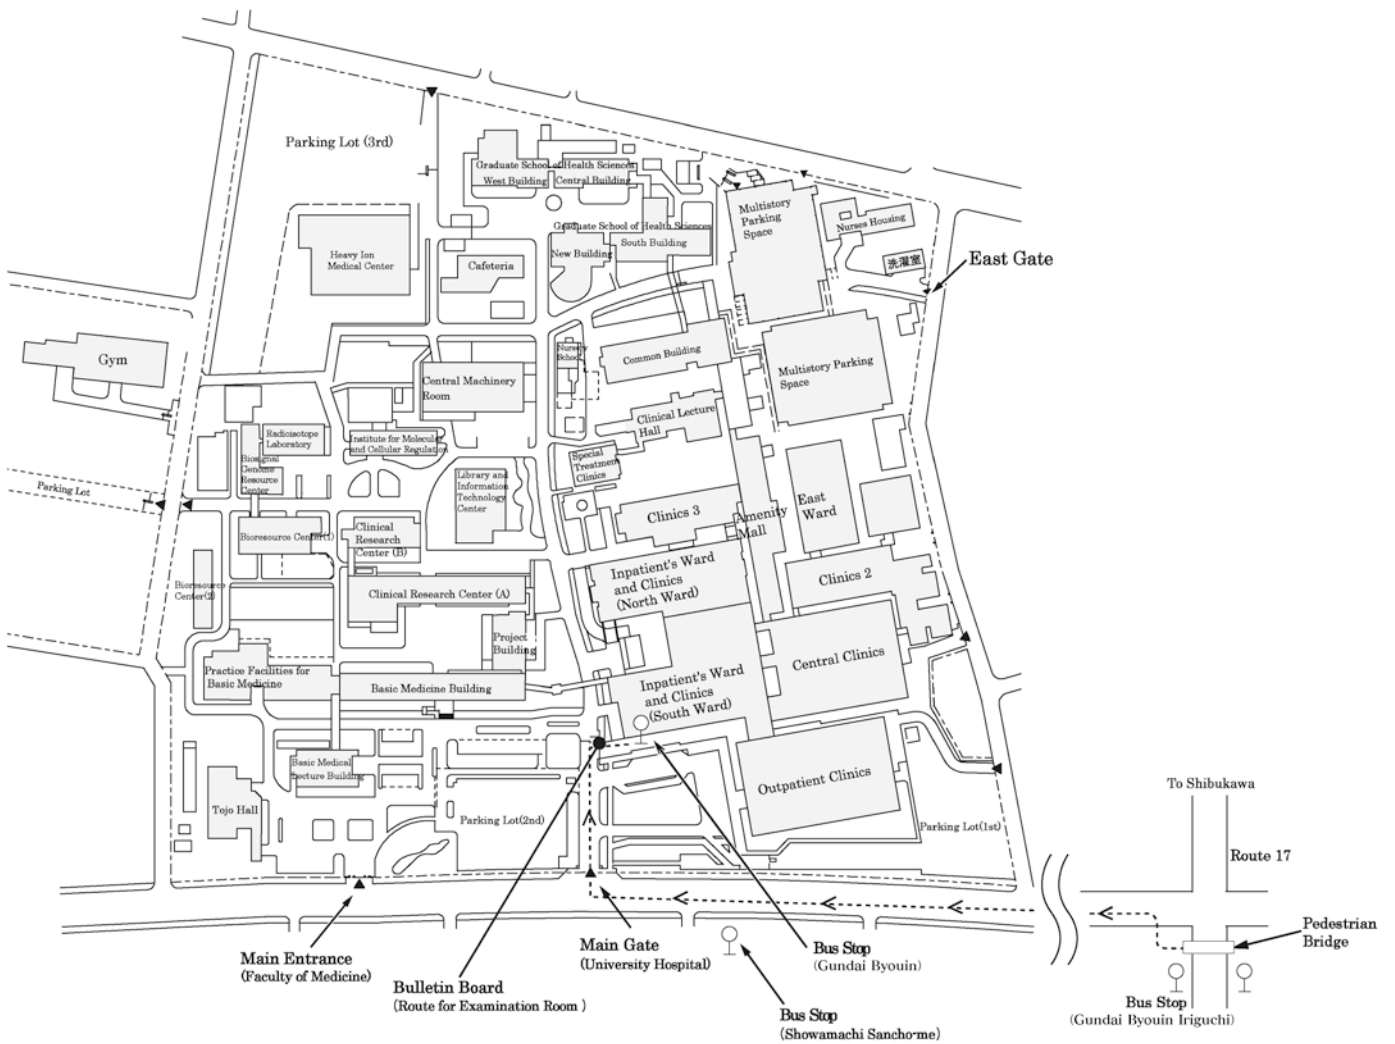 Parking Lot (3rd)
Graduate School of Health Sciences
West Building
Central Building
Multistory
Parking
Space
Nurses Housing
Graduate School of Health Sciences
South Building
New Building
Heavy Ion
Medical Center
Cafeteria
洗濯室
East Gate
Gym
Nursery
School
Common Building
Multistory Parking
Space
Central Machinery
Room
Clinical Lecture
Hall
Radioisotope
Laboratory
Institute for Molecular
and Cellular Regulation
Biosignal
Genome
Resource
Center
Special
Treatment
Clinics
Library and
Information
Technology
Center
Parking Lot
Clinics 3
Amenity
Mall
East
Ward
Bioresource Center(1)
Clinical
Research
Center (B)
Inpatient's Ward
and Clinics
(North Ward)
Clinics 2
Bioresource
Center(2)
Clinical Research Center (A)
Project
Building
Central Clinics
Practice Facilities for
Basic Medicine
Basic Medicine Building
Inpatient's Ward
and Clinics
(South Ward)
Basic Medical
Lecture Building
Outpatient Clinics
Tojo Hall
Parking Lot(2nd)
Parking Lot(1st)
To Shibukawa
Route 17
Pedestrian
Bridge
Main Entrance
(Faculty of Medicine)
Main Gate
(University Hospital)
Bus Stop
(Gundai Byouin)
Bulletin Board
(Route for Examination Room )
Bus Stop
(Showamachi Sancho-me)
Bus Stop
(Gundai Byouin Iriguchi)